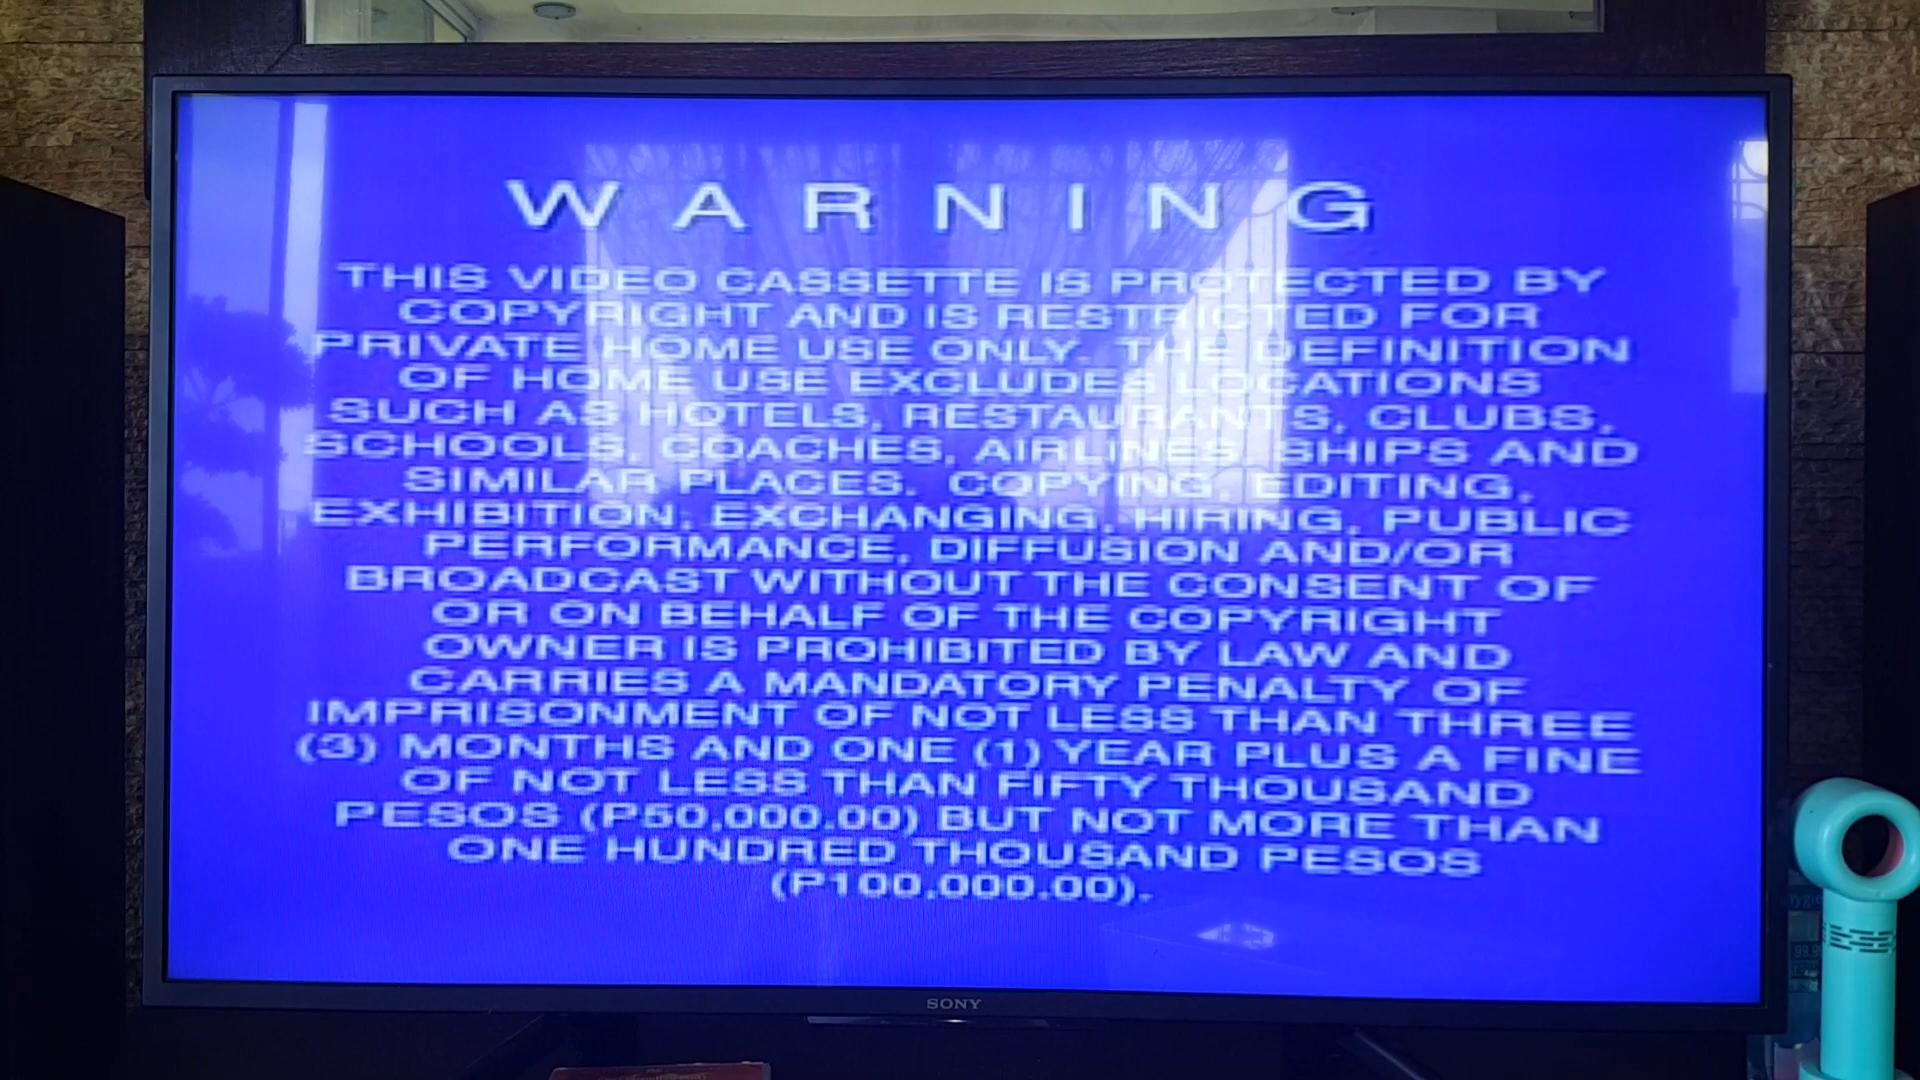 WARNING
THIS VIDEO CASSETTE IS PROTECTED BY
COPYRIGHT AND IS RESTRICTED FOR
PRIVATE HOME USE ONLY. THE DEFINITION
OF HOME USE EXCLUDES LOCATIONS
SUCH AS HOTELS, RESTAURANTS, CLUBS,
SCHOOLS, COACHES, AIRLINES, SHIPS AND
SIMILAR PLACES. COPYING, EDITING,
EXHIBITION, EXCHANGING, HIRING, PUBLIC
PERFORMANCE, DIFFUSION AND/OR
BROADCAST WITHOUT THE CONSENT OF
OR ON BEHALF OF THE COPYRIGHT
OWNER IS PROHIBITED BY LAW AND
CARRIES A MANDATORY PENALTY OF
IMPRISONMENT OF NOT LESS THAN THREE
(3) MONTHS AND ONE (1) YEAR PLUS A FINE
OF NOT LESS THAN FIFTY THOUSAND
PESOS (P50,000.00) BUT NOT MORE THAN
ONE HUNDRED THOUSAND PESOS
(P100,000.00).
SONY